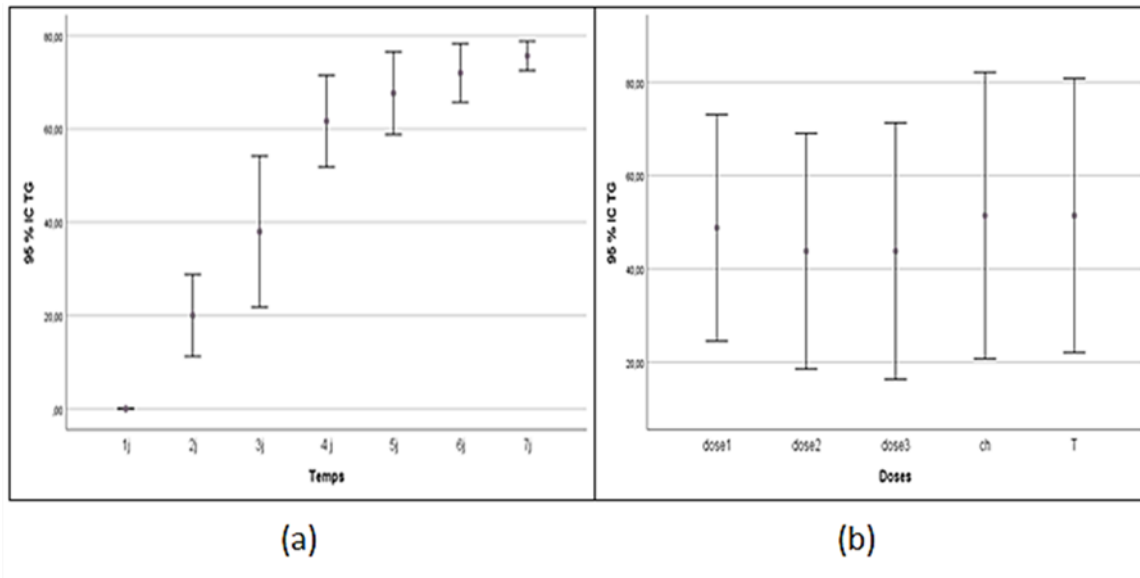 95 % IC TG
80,00
60,00
40,00
20,00
,00
1j 2j 3j 4 j 5j 6j 7j
Temps
95 % IC TG
80,00
60,00
40,00
20,00
dose1 dose2 dose3 ch T
Doses
(a) (b)